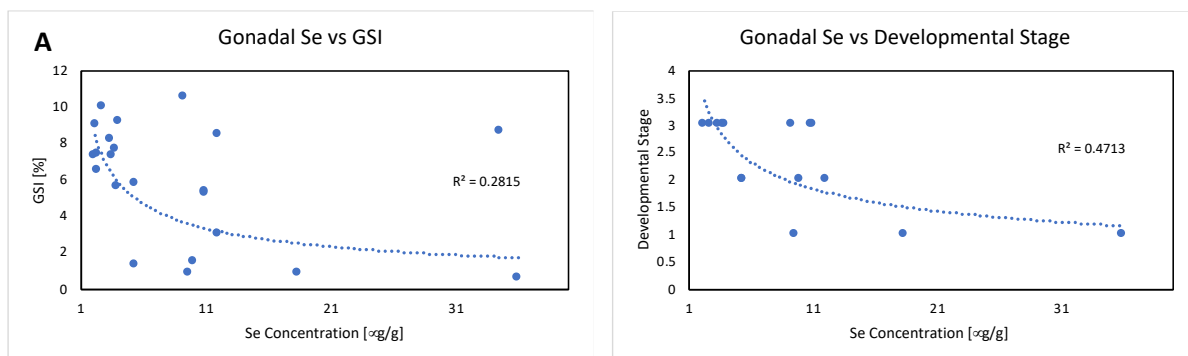 A
Gonadal Se vs GSI
12
10
8
6
4
2
0
GSI [%]
R² = 0.2815
1 11 21 31
Se Concentration [∝g/g]
Gonadal Se vs Developmental Stage
4
3.5
3
2.5
2
1.5
1
0.5
0
Developmental Stage
R² = 0.4713
1 11 21 31
Se Concentration [∝g/g]